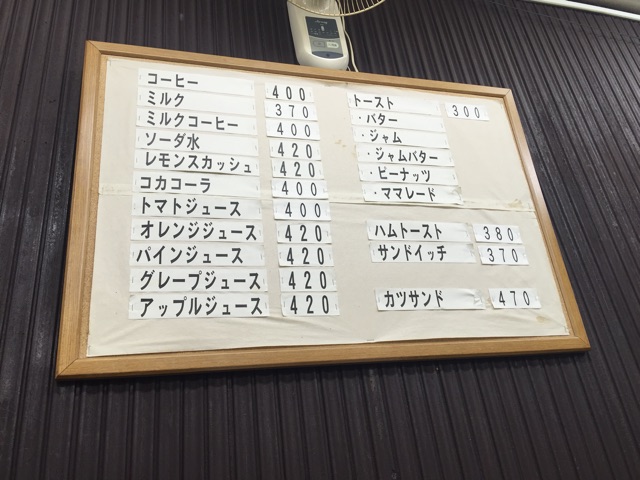 コーヒー 400
ミルク 370
ミルクコーヒー 400
ソーダ水 420
レモンスカッシュ 420
コカコーラ 400
トマトジュース 400
オレンジジュース 420
パインジュース 420
グレープジュース 420
アップルジュース 420
トースト 300
・バター
・ジャム
・ジャムバター
・ピーナッツ
・ママレード
ハムトースト 380
サンドイッチ 370
カツサンド 470